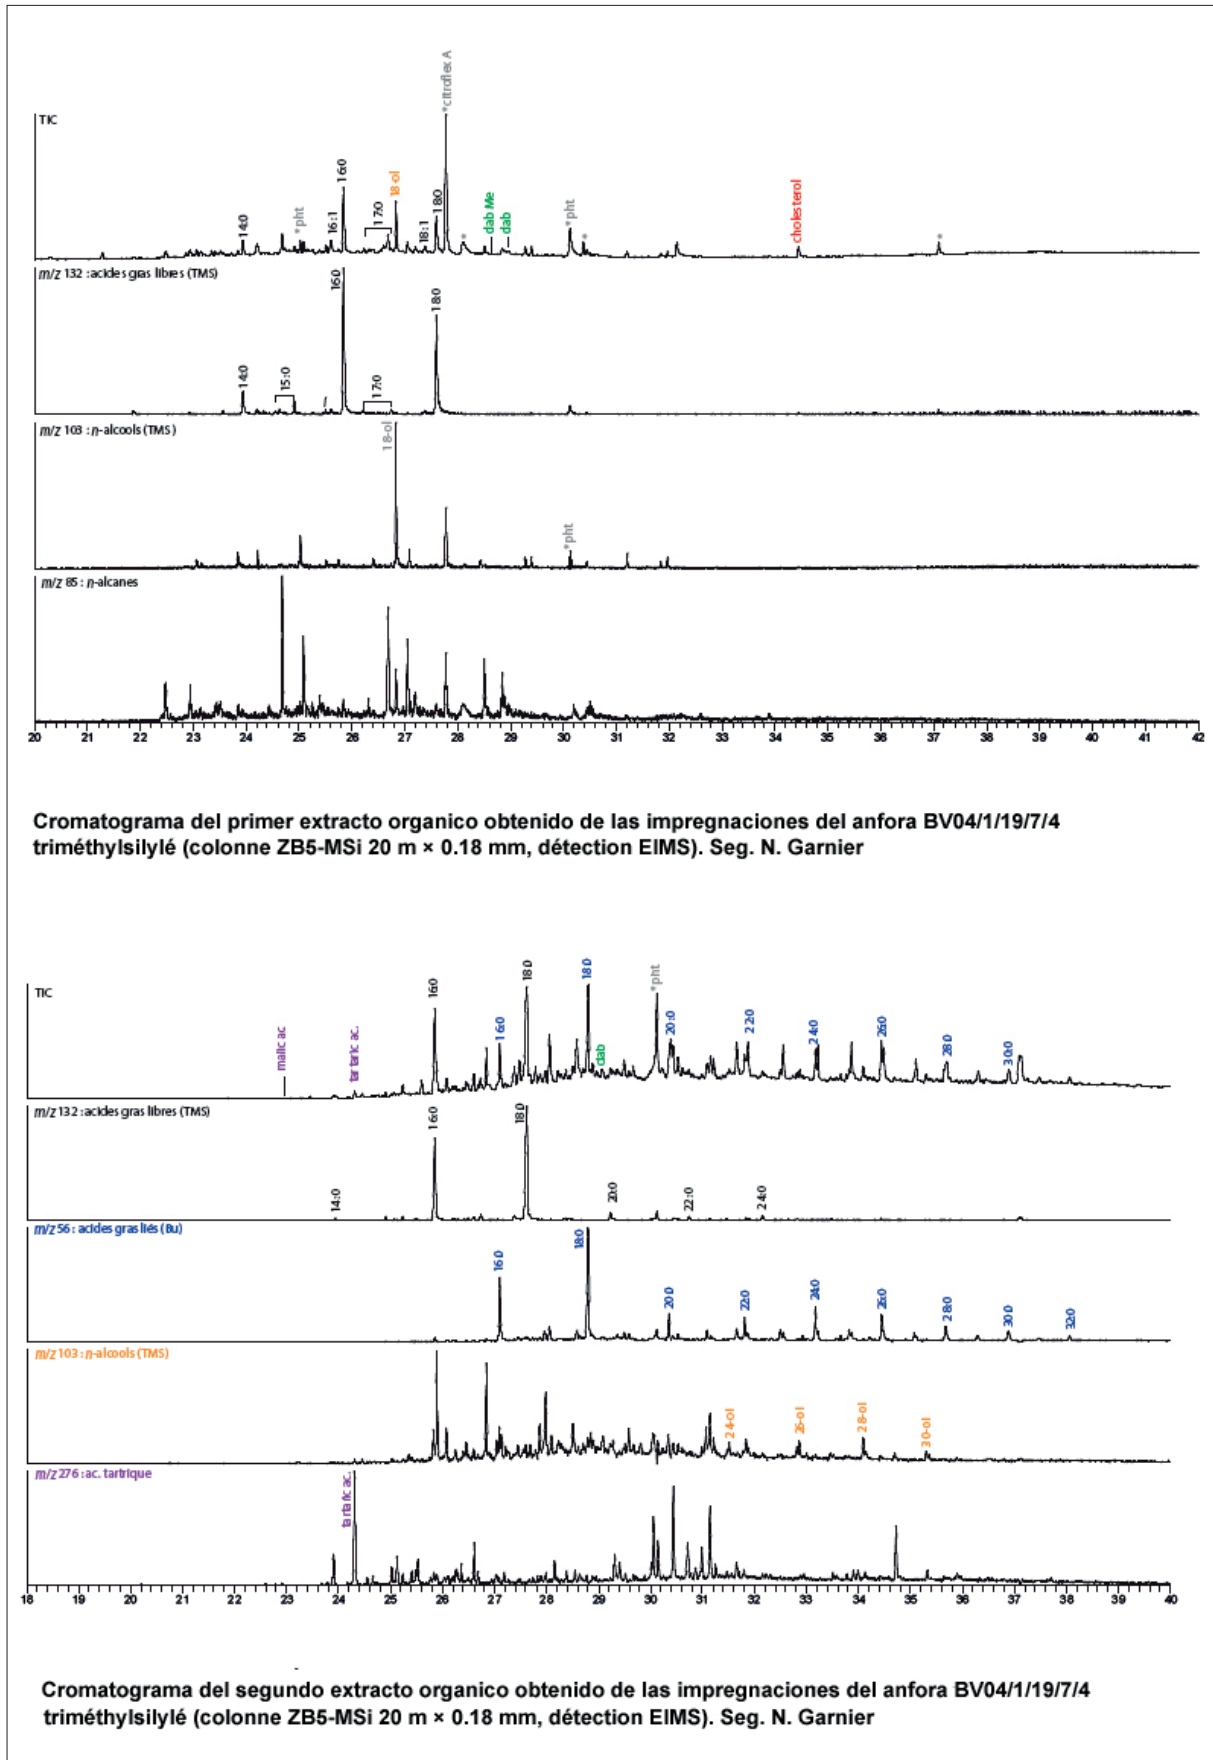 *citroflex A
TIC
14:0
*pht
16:1
16:0
17:0
18-ol
18:1
18:0
*
dab Me
dab
*pht
*
cholesterol
*
m/z 132 : acides gras libres (TMS)
14:0
15:0
16:0
17:0
18:0
m/z 103 : n-alcools (TMS)
18-ol
*pht
m/z 85 : n-alcanes
20 21 22 23 24 25 26 27 28 29 30 31 32 33 34 35 36 37 38 39 40 41 42
Cromatograma del primer extracto organico obtenido de las impregnaciones del anfora BV04/1/19/7/4
triméthylsilylé (colonne ZB5-MSi 20 m × 0.18 mm, détection EIMS). Seg. N. Garnier
TIC
malic ac
tartaric ac.
16:0
16:0
18:0
18:0
dab
*pht
20:0
22:0
24:0
26:0
28:0
30:0
m/z 132 : acides gras libres (TMS)
14:0
16:0
18:0
20:0
22:0
24:0
m/z 56 : acides gras liés (Bu)
16:0
18:0
20:0
22:0
24:0
26:0
28:0
30:0
32:0
m/z 103 : n-alcools (TMS)
24-ol
26-ol
28-ol
30-ol
m/z 276 : ac. tartrique
tartaric ac.
18 19 20 21 22 23 24 25 26 27 28 29 30 31 32 33 34 35 36 37 38 39 40
Cromatograma del segundo extracto organico obtenido de las impregnaciones del anfora BV04/1/19/7/4
triméthylsilylé (colonne ZB5-MSi 20 m × 0.18 mm, détection EIMS). Seg. N. Garnier